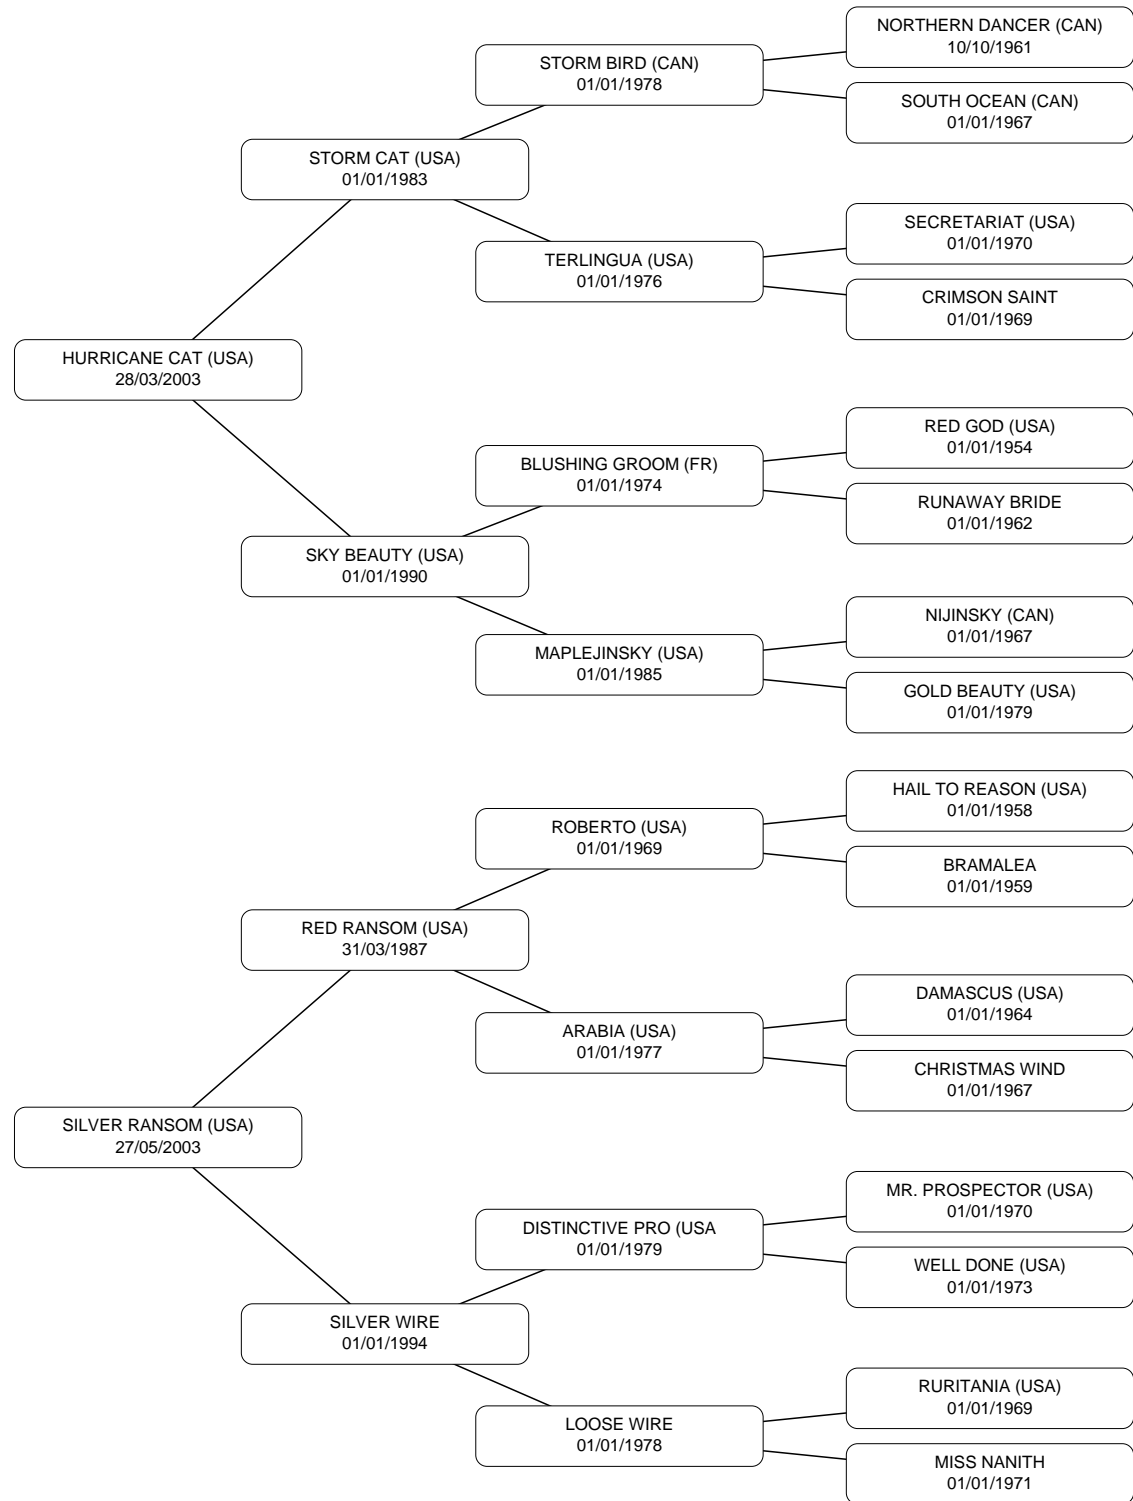 NORTHERN DANCER (CAN)
10/10/1961
STORM BIRD (CAN)
01/01/1978
SOUTH OCEAN (CAN)
01/01/1967
STORM CAT (USA)
01/01/1983
SECRETARIAT (USA)
01/01/1970
TERLINGUA (USA)
01/01/1976
CRIMSON SAINT
01/01/1969
HURRICANE CAT (USA)
28/03/2003
RED GOD (USA)
01/01/1954
BLUSHING GROOM (FR)
01/01/1974
RUNAWAY BRIDE
01/01/1962
SKY BEAUTY (USA)
01/01/1990
NIJINSKY (CAN)
01/01/1967
MAPLEJINSKY (USA)
01/01/1985
GOLD BEAUTY (USA)
01/01/1979
HAIL TO REASON (USA)
01/01/1958
ROBERTO (USA)
01/01/1969
BRAMALEA
01/01/1959
RED RANSOM (USA)
31/03/1987
DAMASCUS (USA)
01/01/1964
ARABIA (USA)
01/01/1977
CHRISTMAS WIND
01/01/1967
SILVER RANSOM (USA)
27/05/2003
MR. PROSPECTOR (USA)
01/01/1970
DISTINCTIVE PRO (USA
01/01/1979
WELL DONE (USA)
01/01/1973
SILVER WIRE
01/01/1994
RURITANIA (USA)
01/01/1969
LOOSE WIRE
01/01/1978
MISS NANITH
01/01/1971